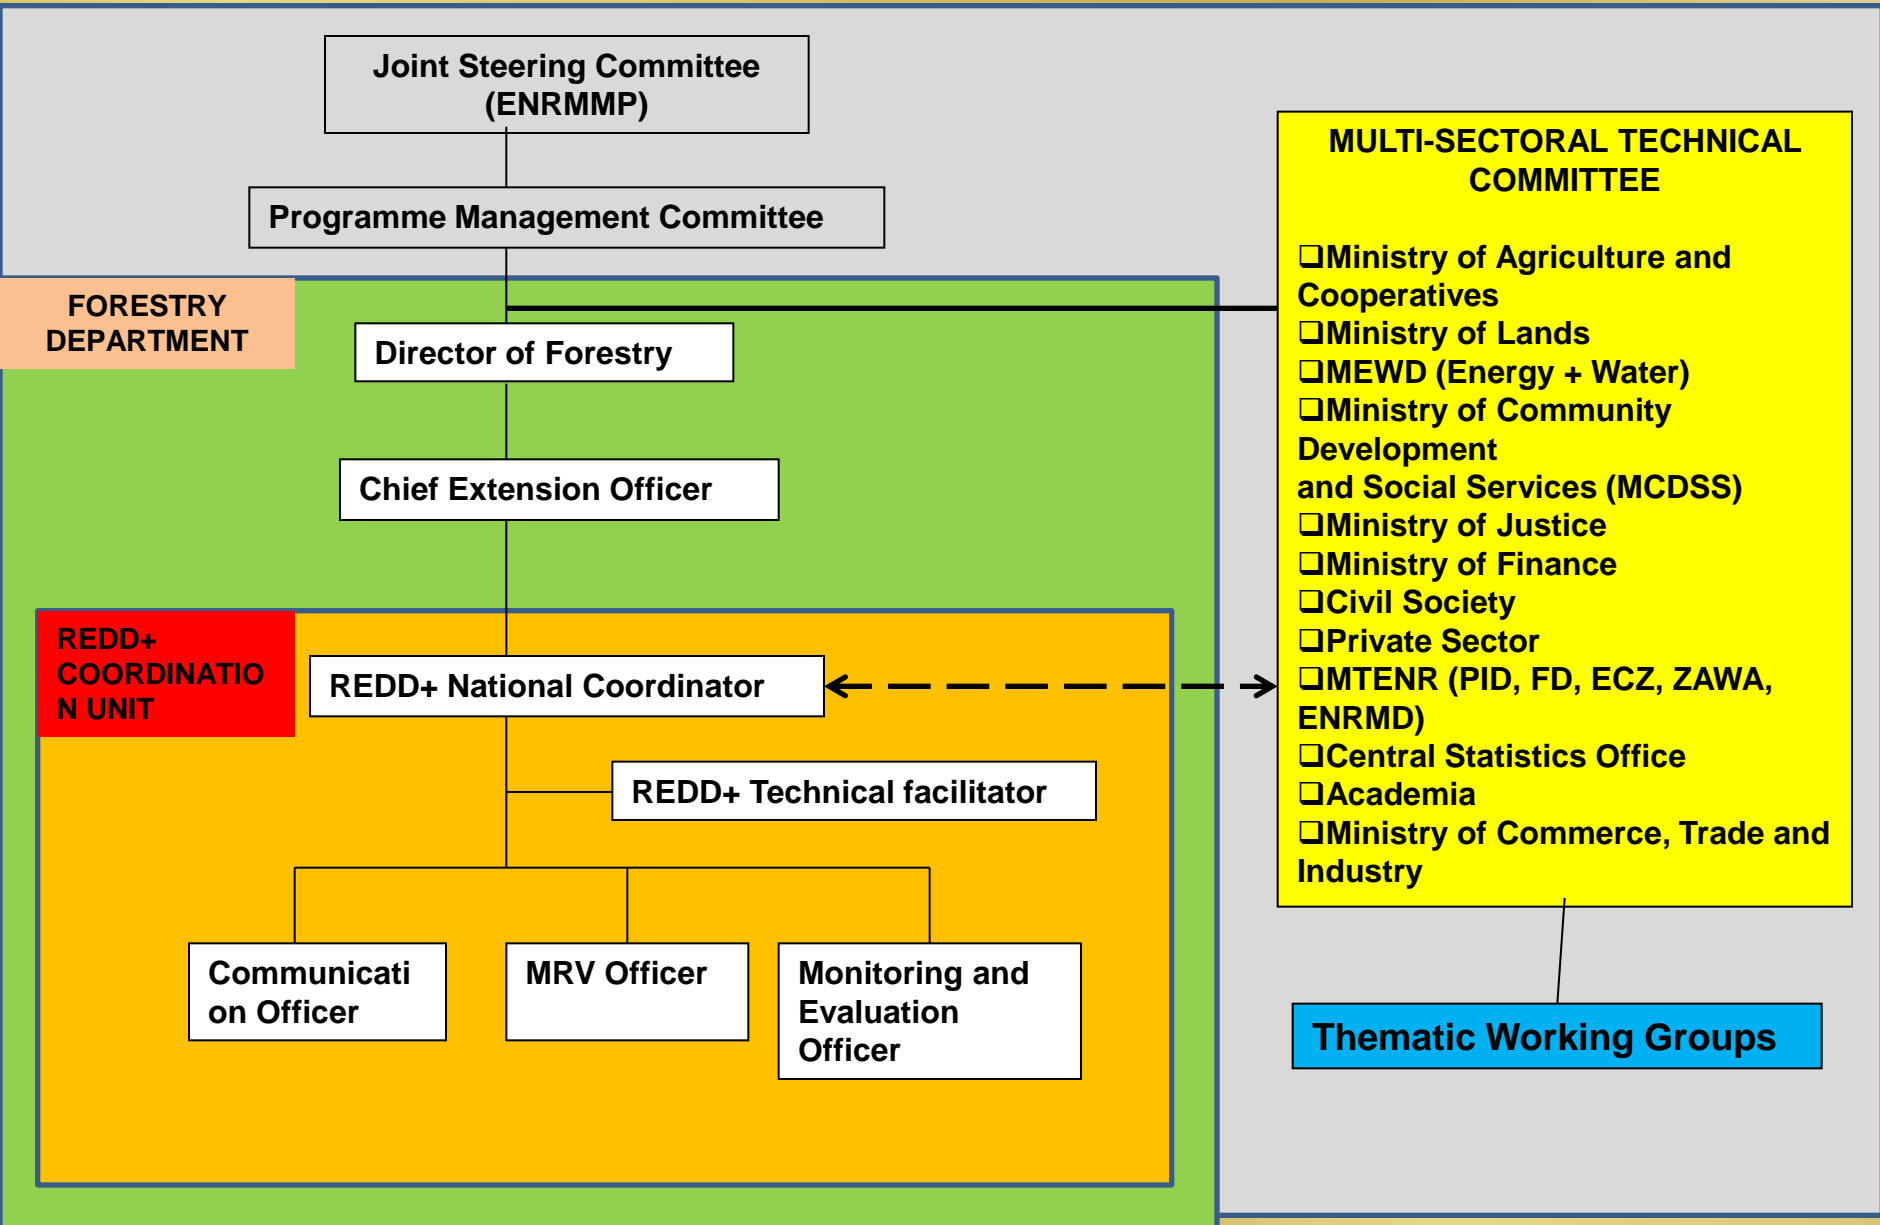 Joint Steering Committee
(ENRMMP)
Programme Management Committee
FORESTRY
DEPARTMENT
Director of Forestry
Chief Extension Officer
REDD+
COORDINATIO
N UNIT
REDD+ National Coordinator
REDD+ Technical facilitator
Communicati
on Officer
MRV Officer
Monitoring and
Evaluation
Officer
MULTI-SECTORAL TECHNICAL
COMMITTEE
❑Ministry of Agriculture and
Cooperatives
❑Ministry of Lands
❑MEWD (Energy + Water)
❑Ministry of Community
Development
and Social Services (MCDSS)
❑Ministry of Justice
❑Ministry of Finance
❑Civil Society
❑Private Sector
❑MTENR (PID, FD, ECZ, ZAWA,
ENRMD)
❑Central Statistics Office
❑Academia
❑Ministry of Commerce, Trade and
Industry
Thematic Working Groups